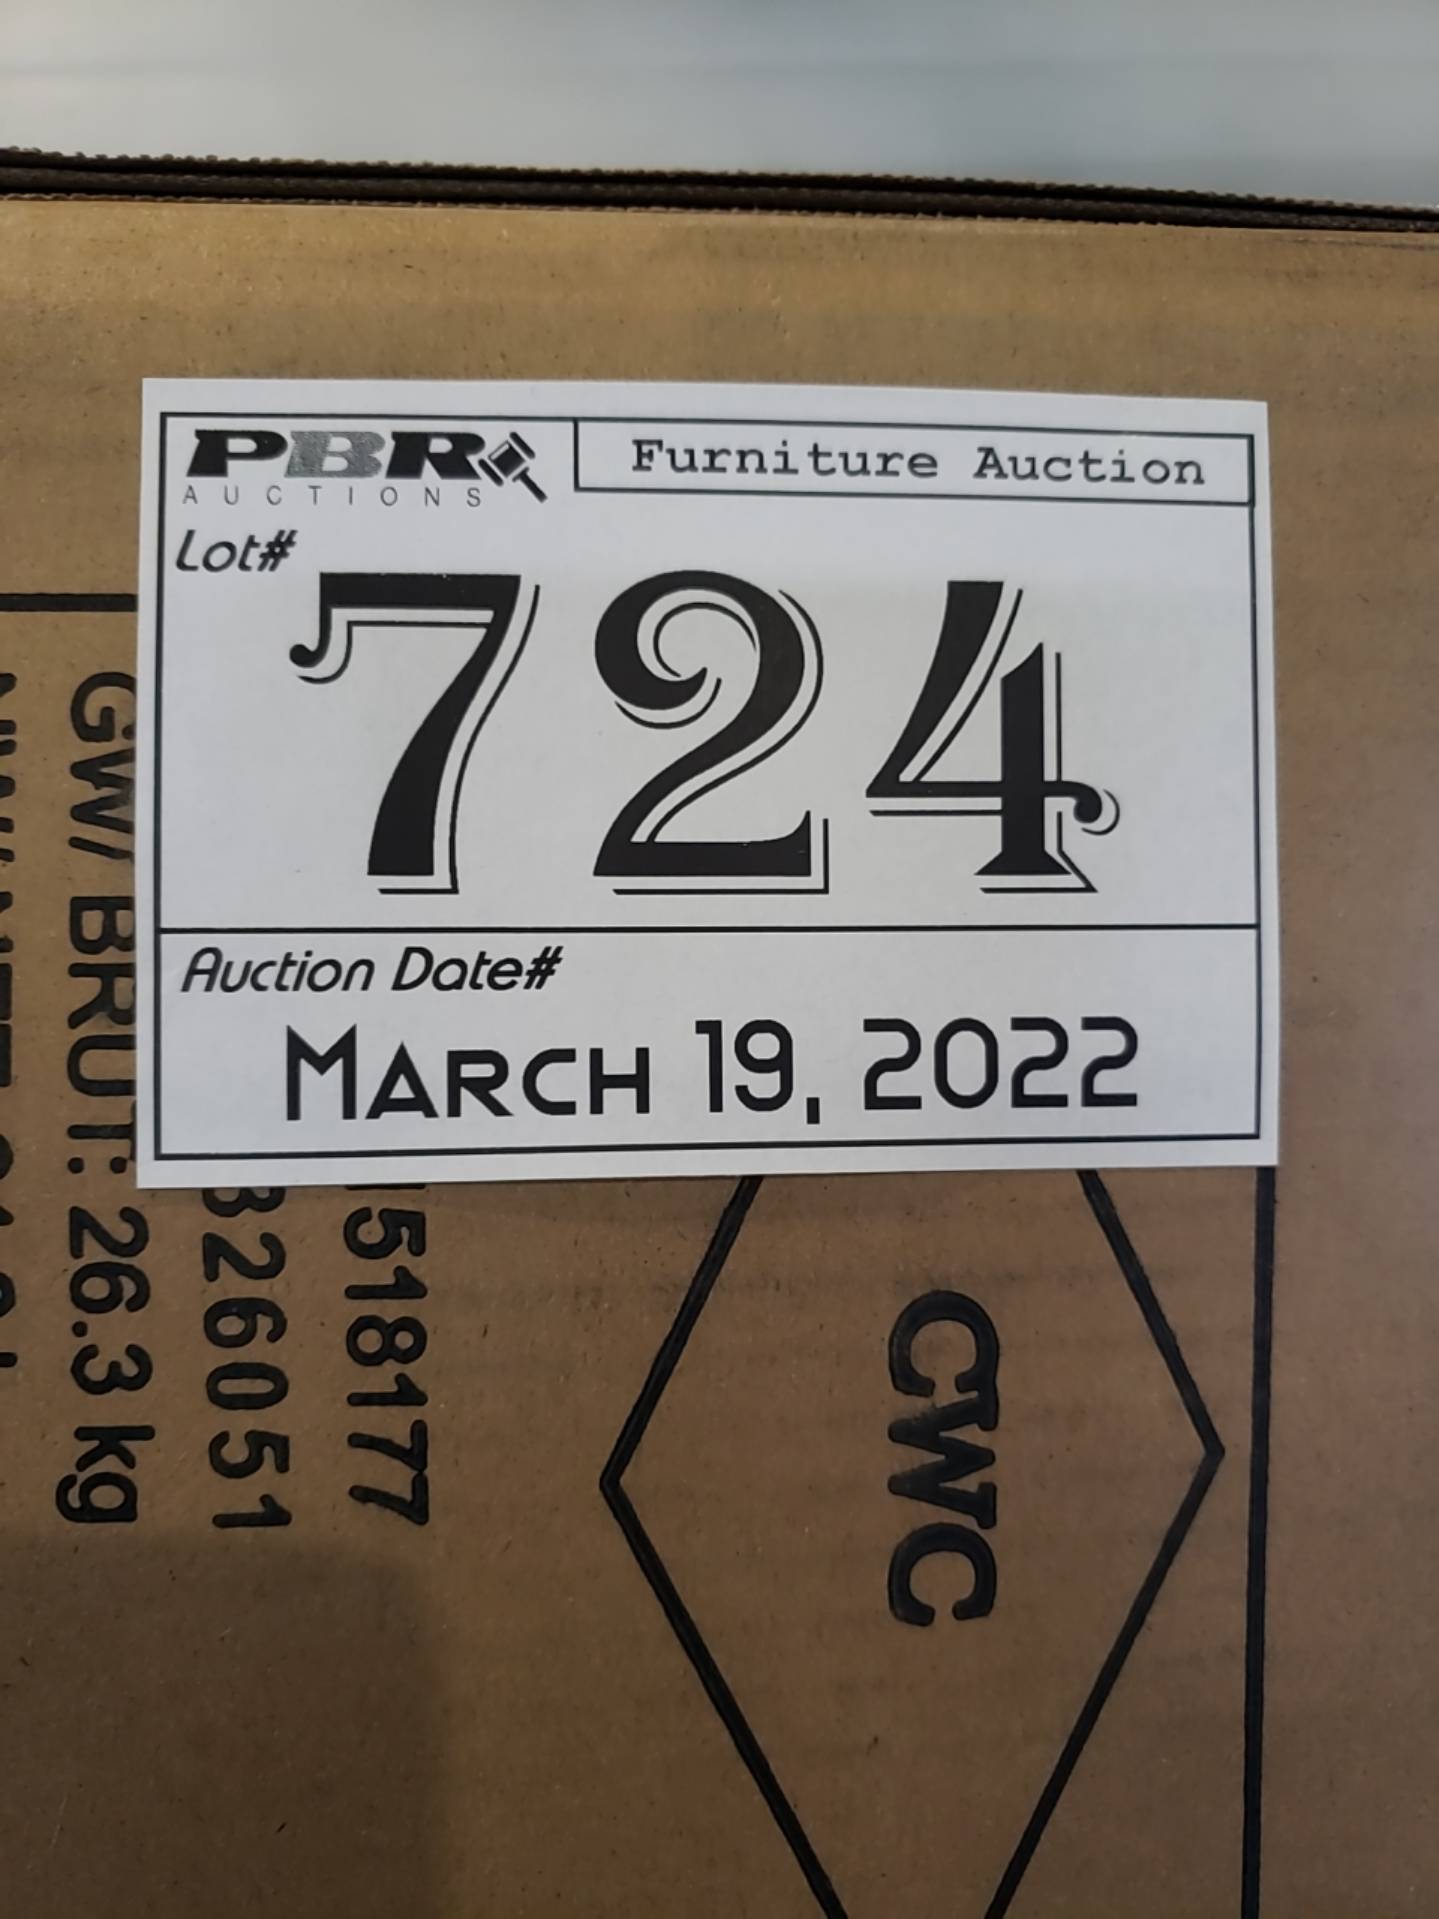 PBR
AUCTIONS
Furniture Auction
Lot#
724
Auction Date#
March 19, 2022
518177
326051
GW/ BRUT: 26.3 kg
CWC